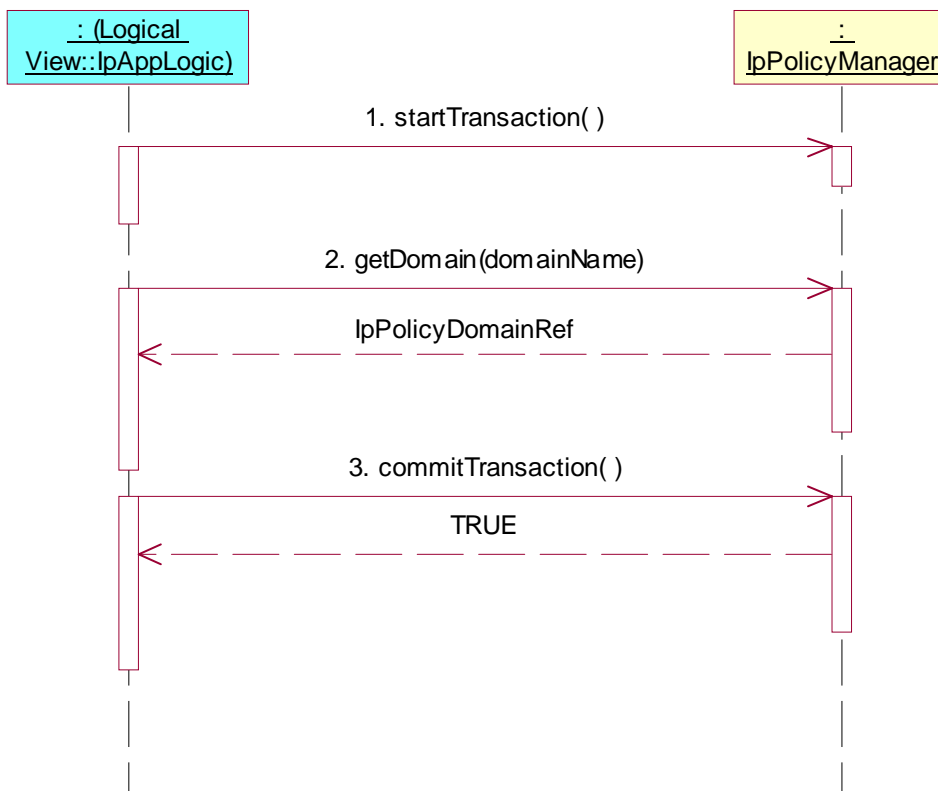 : (Logical
View::IpAppLogic)
:
IpPolicyManager
1. startTransaction( )
2. getDomain(domainName)
IpPolicyDomainRef
3. commitTransaction( )
TRUE